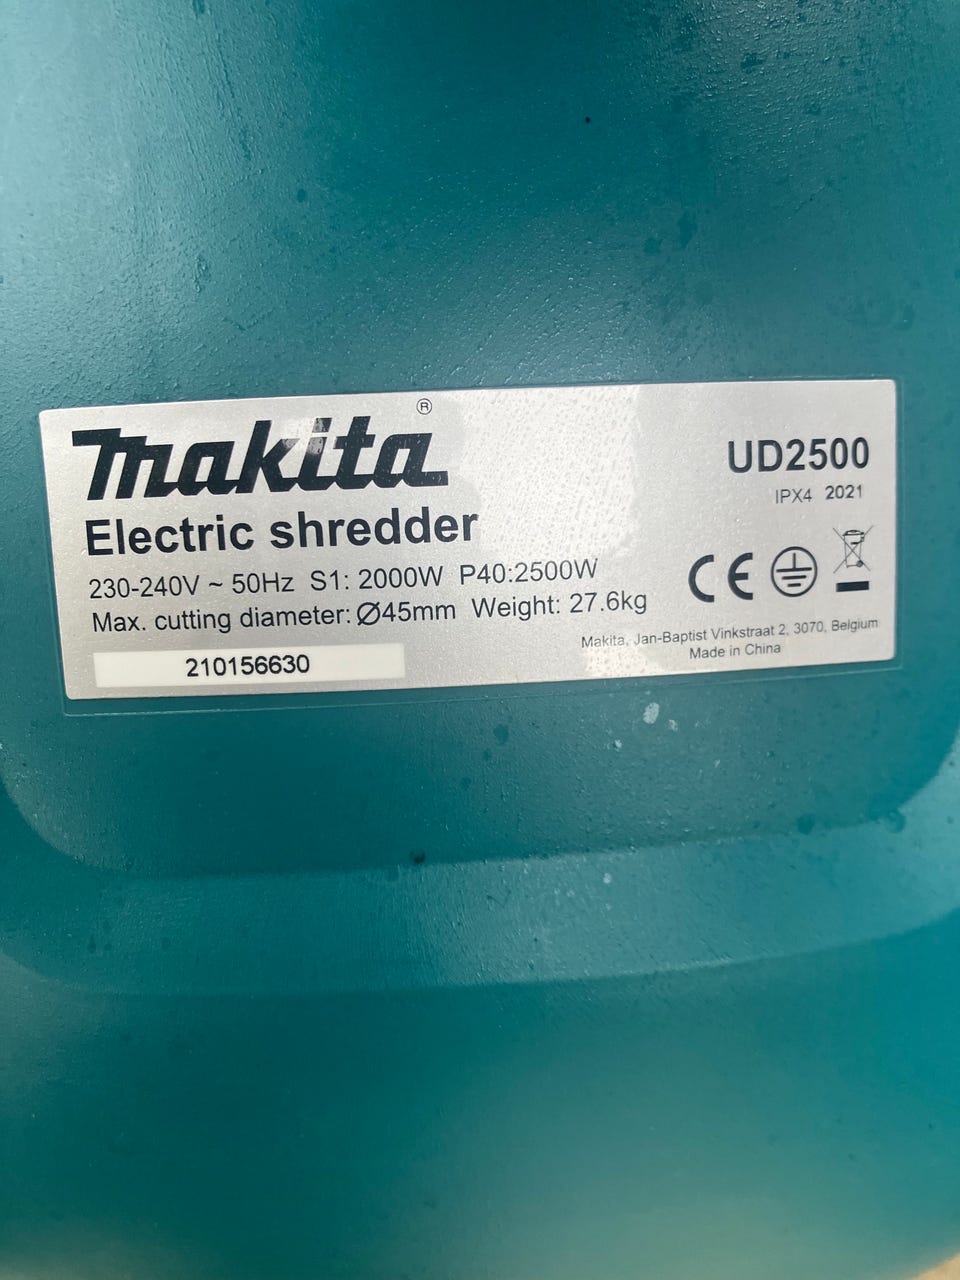 makita®
Electric shredder
230-240V ~ 50Hz S1: 2000W P40:2500W
Max. cutting diameter: Ø45mm Weight: 27.6kg
210156630
UD2500
IPX4 2021
CE
Makita, Jan-Baptist Vinkstraat 2, 3070, Belgium
Made in China